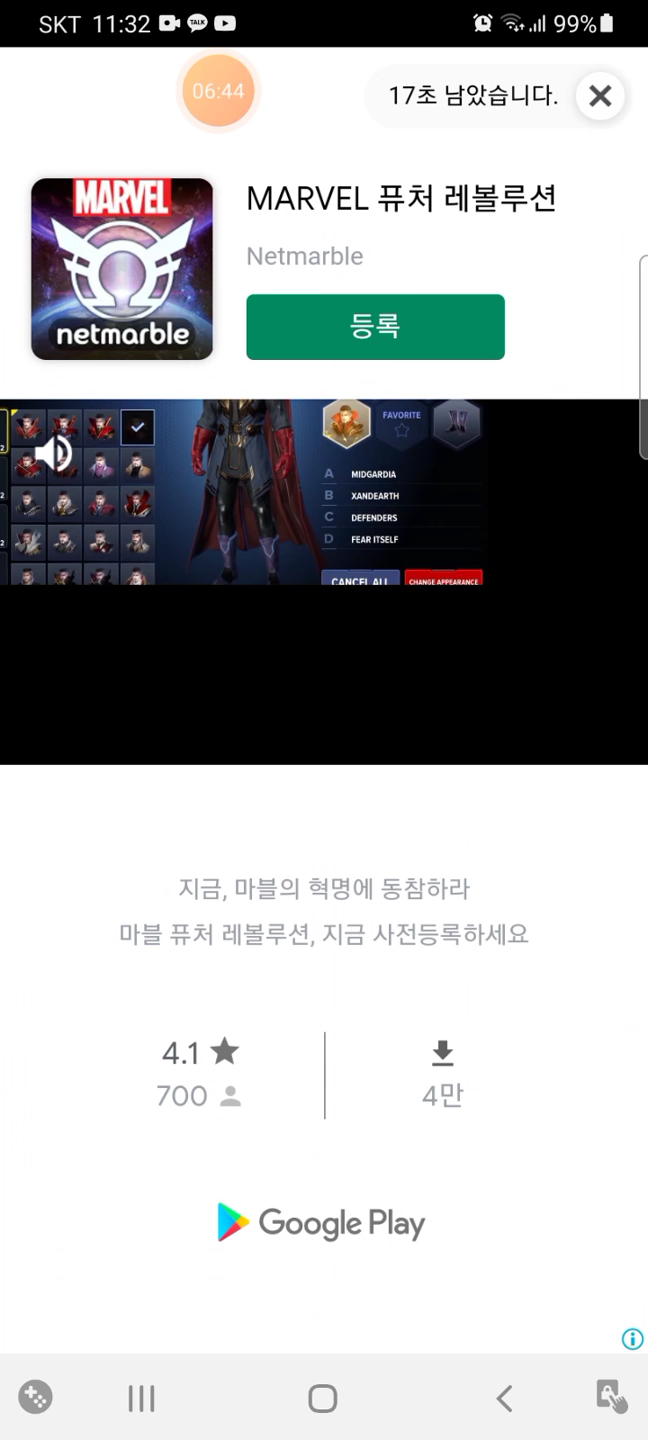 SKT 11:32 TALK 99%
06:44
17초 남았습니다.
MARVEL
netmarble
MARVEL 퓨처 레볼루션
Netmarble
등록
FAVORITE
A MIDGARDIA
B XANDEARTH
C DEFENDERS
D FEAR ITSELF
CANCEL ALL CHANGE APPEARANCE
지금, 마블의 혁명에 동참하라
마블 퓨처 레볼루션, 지금 사전등록하세요
4.1
700
4만
Google Play